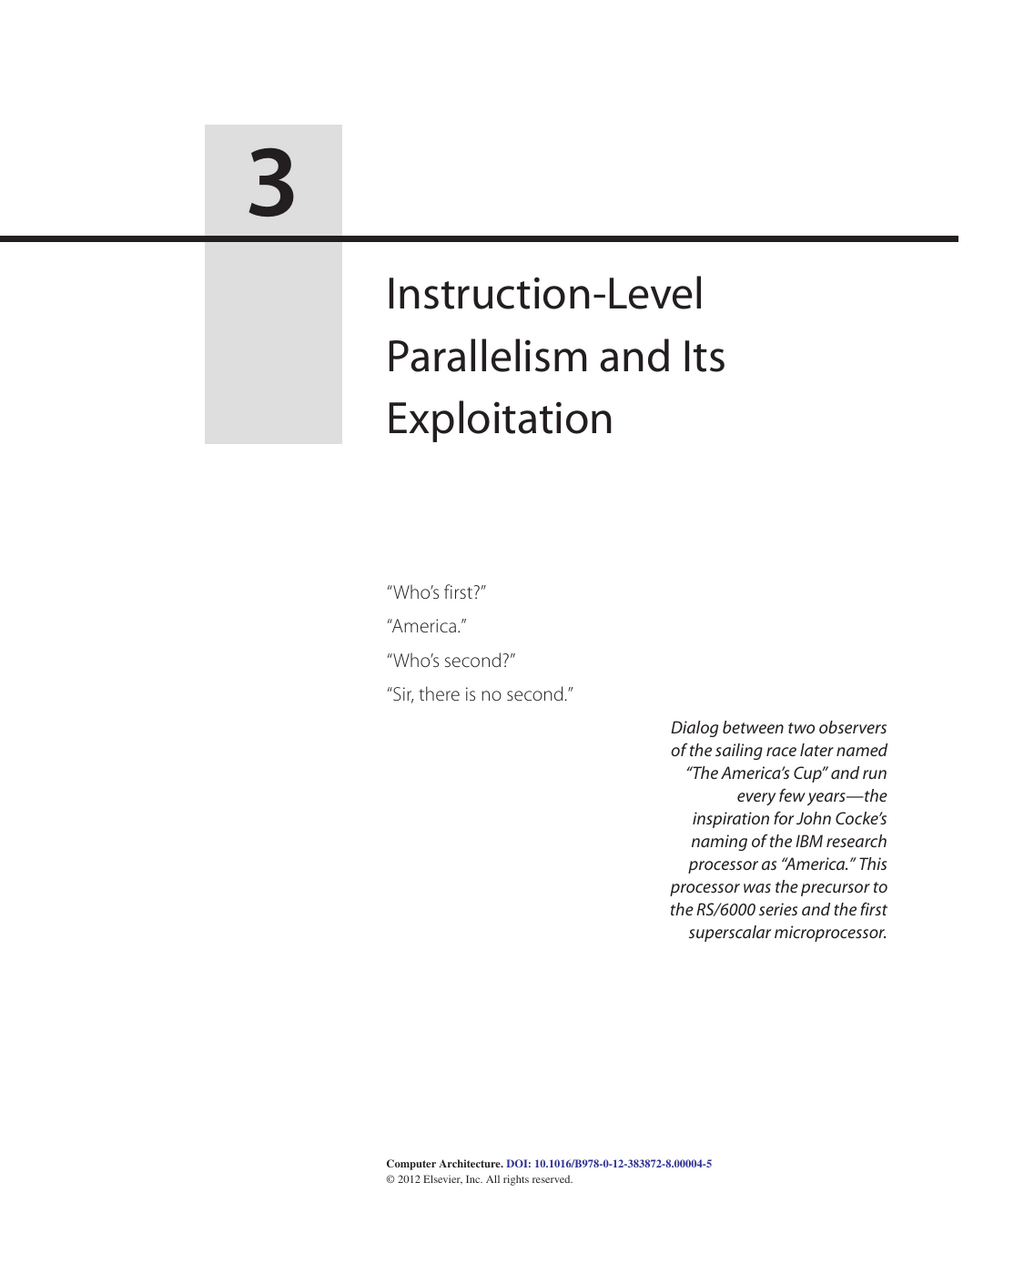 3
Instruction-Level
Parallelism and Its
Exploitation
“Who’s first?”
“America.”
“Who’s second?”
“Sir, there is no second.”
Dialog between two observers
of the sailing race later named
“The America’s Cup” and run
every few years—the
inspiration for John Cocke’s
naming of the IBM research
processor as “America.” This
processor was the precursor to
the RS/6000 series and the first
superscalar microprocessor.
Computer Architecture. DOI: 10.1016/B978-0-12-383872-8.00004-5
© 2012 Elsevier, Inc. All rights reserved.